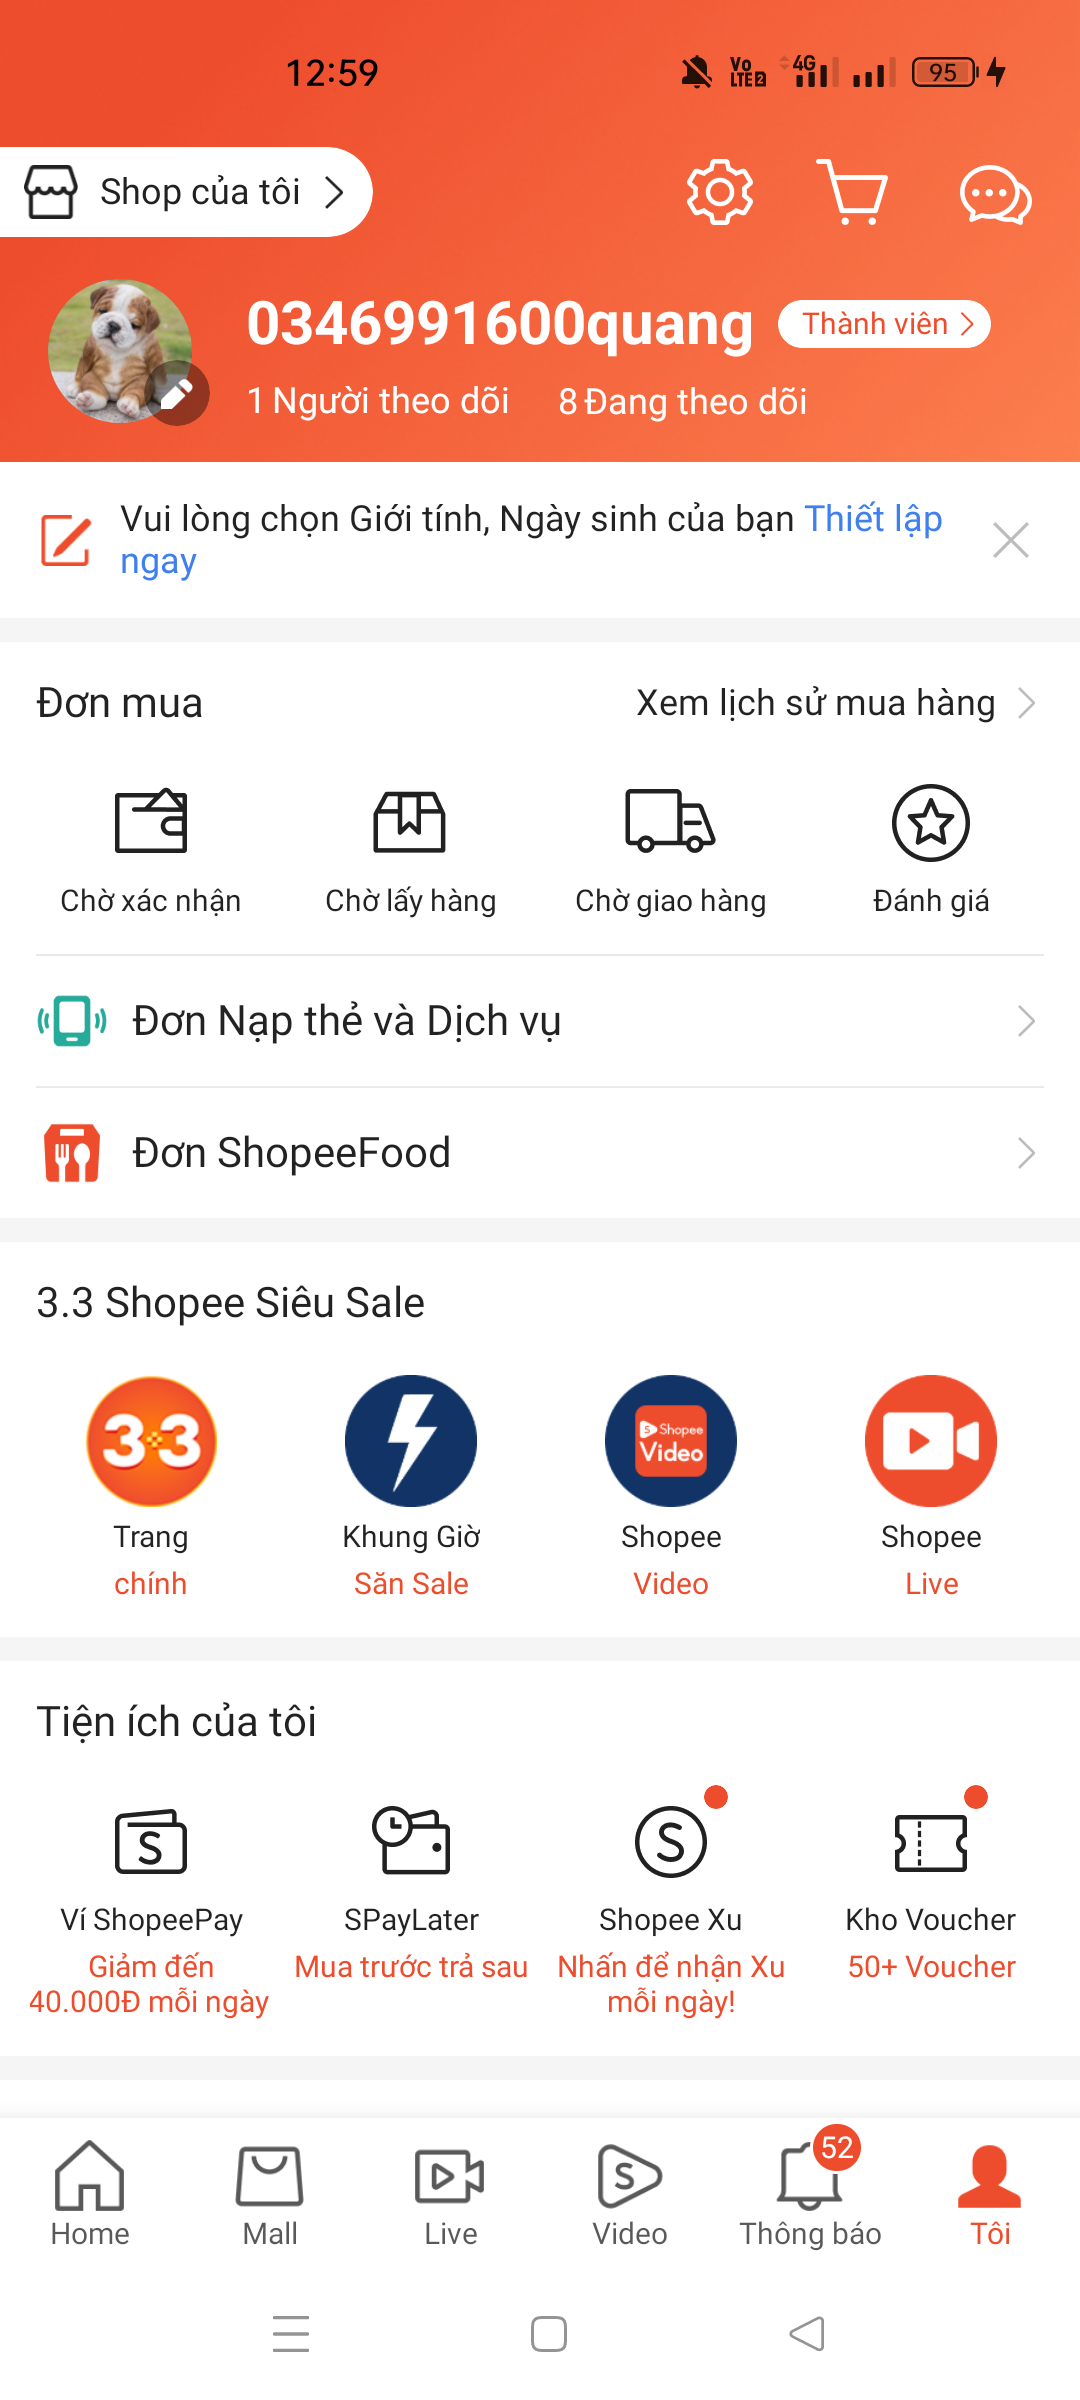 12:59
Vo
LTE2
4G
95
Shop của tôi
0346991600quang
Thành viên
1 Người theo dõi
8 Đang theo dõi
Vui lòng chọn Giới tính, Ngày sinh của bạn Thiết lập
ngay
Đơn mua
Xem lịch sử mua hàng
Chờ xác nhận
Chờ lấy hàng
Chờ giao hàng
Đánh giá
Đơn Nạp thẻ và Dịch vụ
Đơn ShopeeFood
3.3 Shopee Siêu Sale
3.3
Shopee
Video
Trang
chính
Khung Giờ
Săn Sale
Shopee
Video
Shopee
Live
Tiện ích của tôi
Ví ShopeePay
Giảm đến
40.000Đ mỗi ngày
SPayLater
Mua trước trả sau
Shopee Xu
Nhấn để nhận Xu
mỗi ngày!
Kho Voucher
50+ Voucher
Home
Mall
Live
Video
52
Thông báo
Tôi